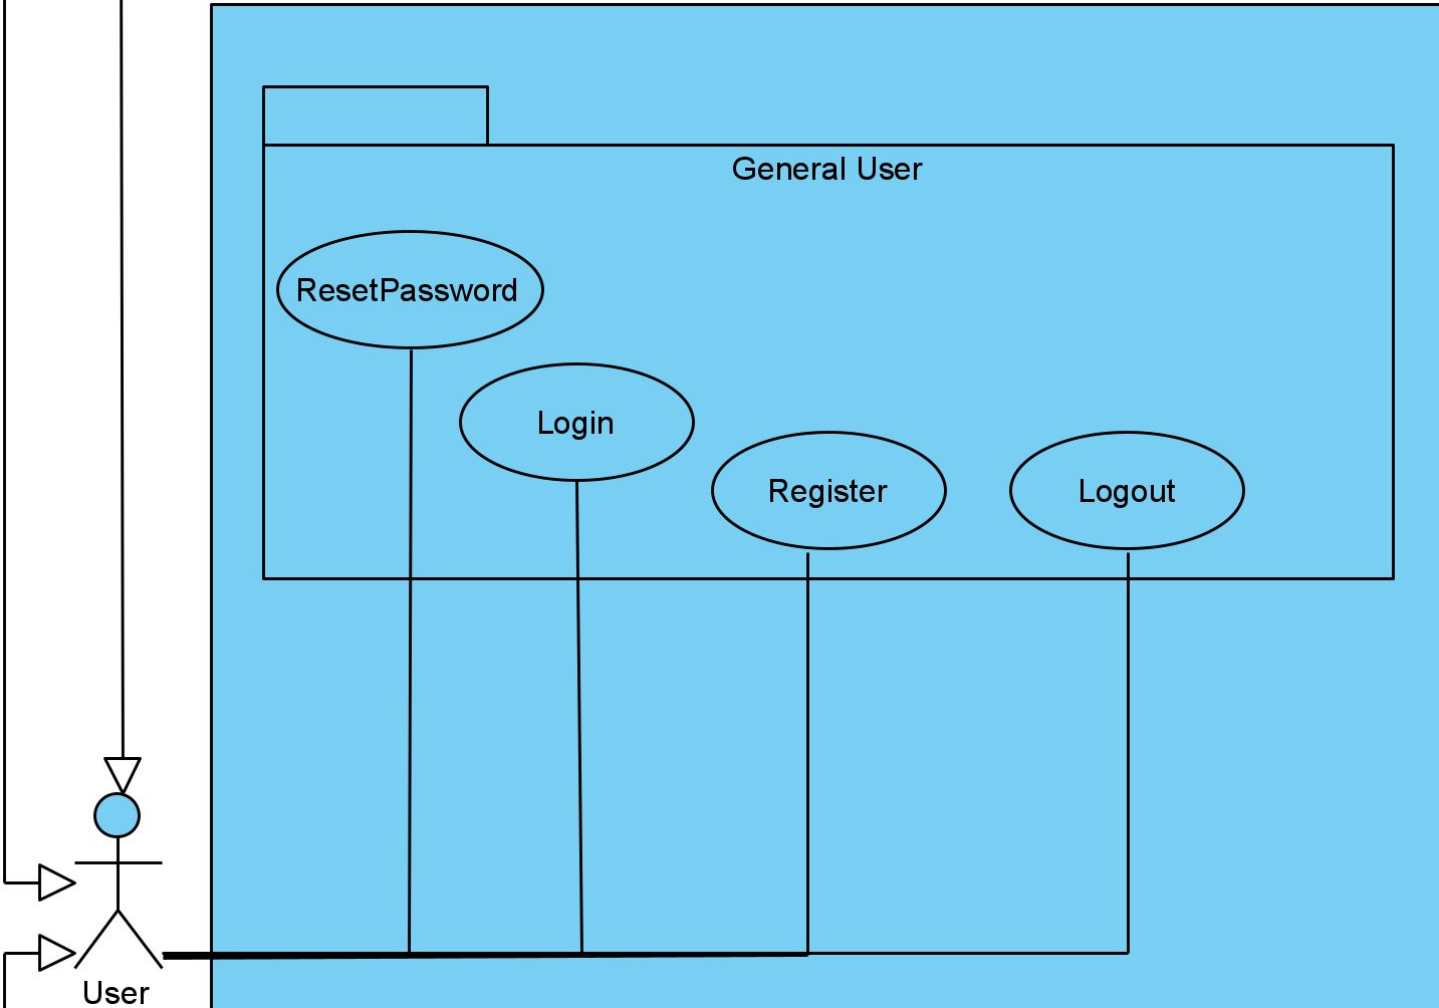 General User
ResetPassword
Login
Register
Logout
User